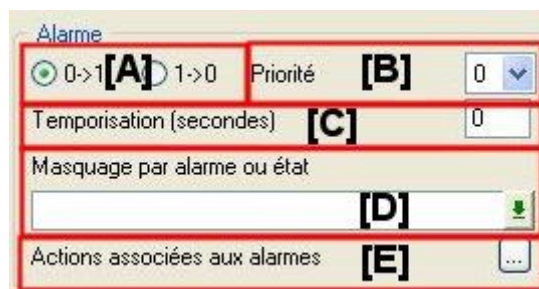 Alarme
0->1 [A] 1->0 Priorité [B] 0
Temporisation (secondes) [C] 0
Masquage par alarme ou état
[D]
Actions associées aux alarmes [E] ...